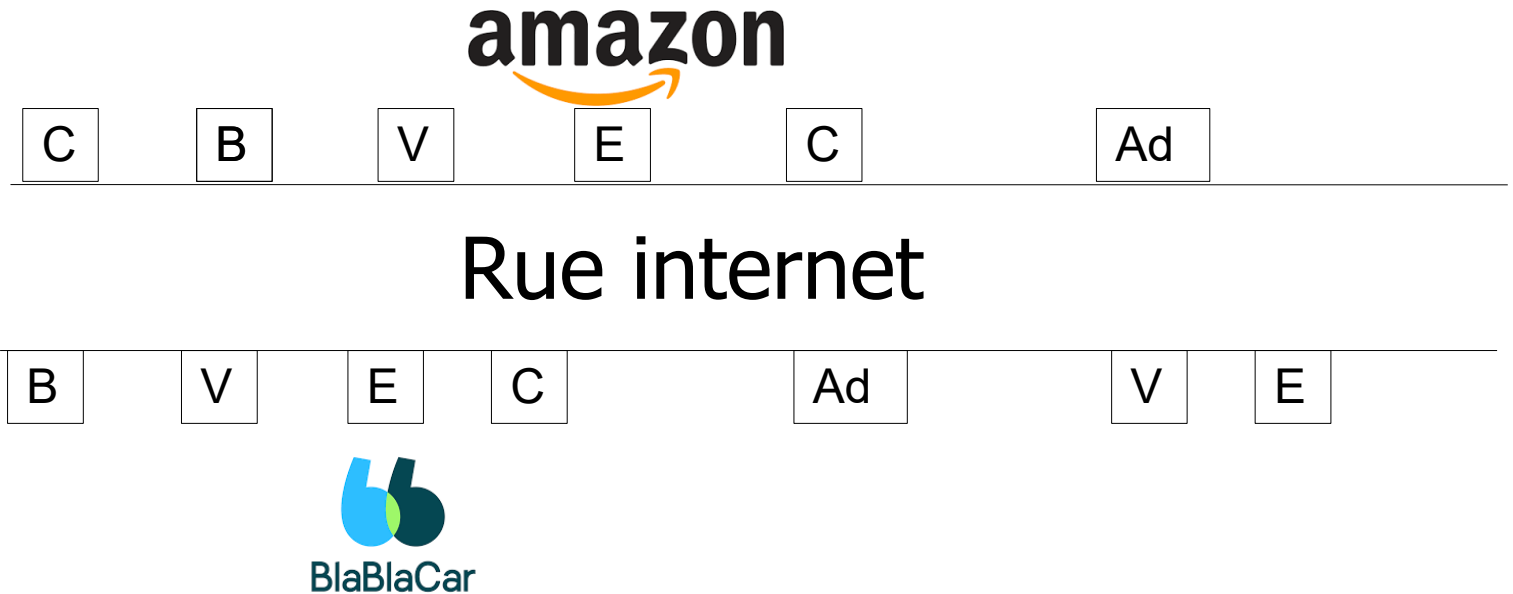 amazon
C B V E C Ad
Rue internet
B V E C Ad V E
BlaBlaCar